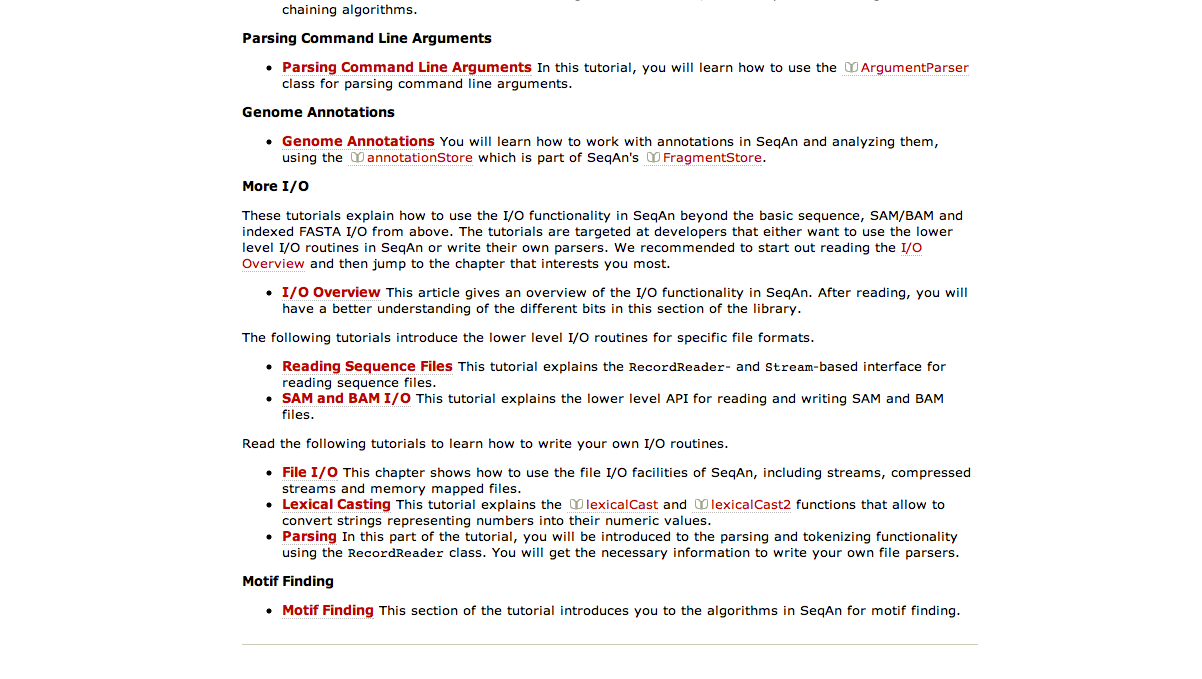 chaining algorithms.
Parsing Command Line Arguments
Parsing Command Line Arguments In this tutorial, you will learn how to use the ArgumentParser
class for parsing command line arguments.
Genome Annotations
Genome Annotations You will learn how to work with annotations in SeqAn and analyzing them,
using the annotationStore which is part of SeqAn's FragmentStore.
More I/O
These tutorials explain how to use the I/O functionality in SeqAn beyond the basic sequence, SAM/BAM and
indexed FASTA I/O from above. The tutorials are targeted at developers that either want to use the lower
level I/O routines in SeqAn or write their own parsers. We recommended to start out reading the I/O
Overview and then jump to the chapter that interests you most.
I/O Overview This article gives an overview of the I/O functionality in SeqAn. After reading, you will
have a better understanding of the different bits in this section of the library.
The following tutorials introduce the lower level I/O routines for specific file formats.
Reading Sequence Files This tutorial explains the RecordReader- and Stream-based interface for
reading sequence files.
SAM and BAM I/O This tutorial explains the lower level API for reading and writing SAM and BAM
files.
Read the following tutorials to learn how to write your own I/O routines.
File I/O This chapter shows how to use the file I/O facilities of SeqAn, including streams, compressed
streams and memory mapped files.
Lexical Casting This tutorial explains the lexicalCast and lexicalCast2 functions that allow to
convert strings representing numbers into their numeric values.
Parsing In this part of the tutorial, you will be introduced to the parsing and tokenizing functionality
using the RecordReader class. You will get the necessary information to write your own file parsers.
Motif Finding
Motif Finding This section of the tutorial introduces you to the algorithms in SeqAn for motif finding.